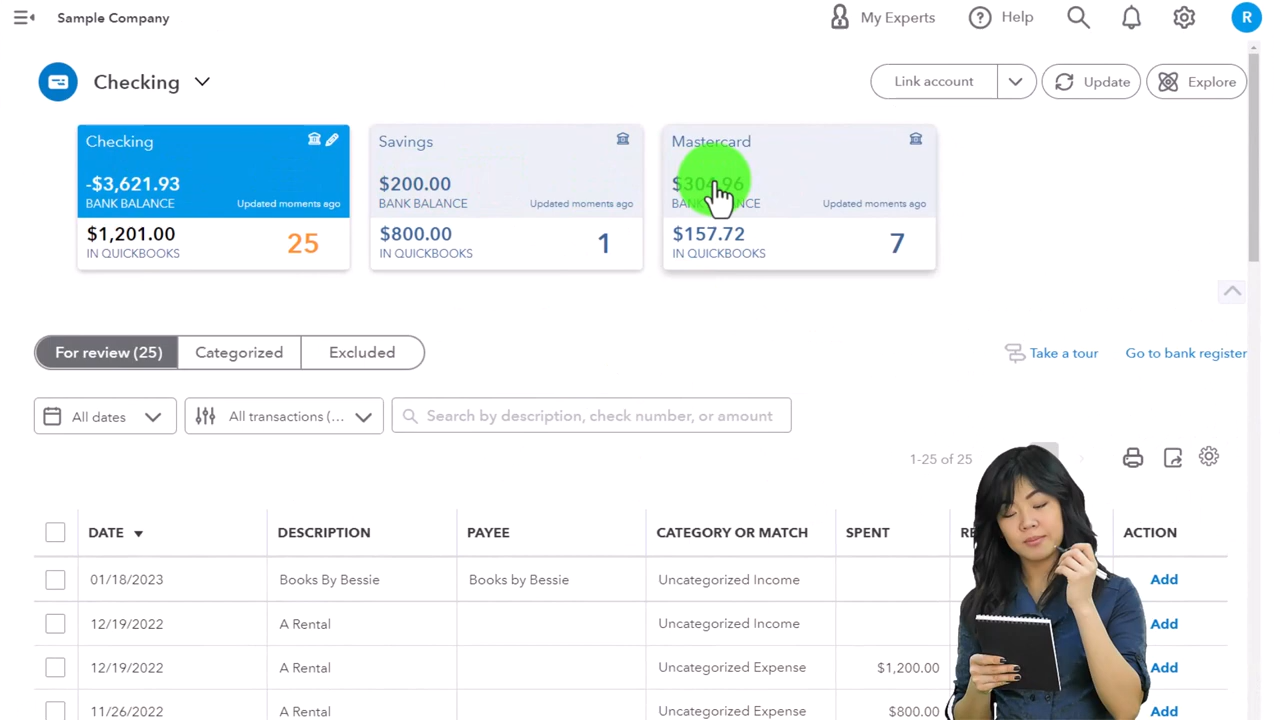 Sample Company
My Experts
Help
R
Checking
Link account
Update
Explore
Checking
-$3,621.93
BANK BALANCE
Updated moments ago
$1,201.00
IN QUICKBOOKS
25
Savings
$200.00
BANK BALANCE
Updated moments ago
$800.00
IN QUICKBOOKS
1
Mastercard
$304.96
Updated moments ago
$157.72
IN QUICKBOOKS
7
For review (25)
Categorized
Excluded
Take a tour
Go to bank register
All dates
All transactions (...
Search by description, check number, or amount
1-25 of 25
DATE DESCRIPTION PAYEE CATEGORY OR MATCH SPENT ACTION
01/18/2023 Books By Bessie Books by Bessie Uncategorized Income Add
12/19/2022 A Rental Uncategorized Income Add
12/19/2022 A Rental Uncategorized Expense $1,200.00 Add
11/26/2022 A Rental Uncategorized Expense $800.00 Add